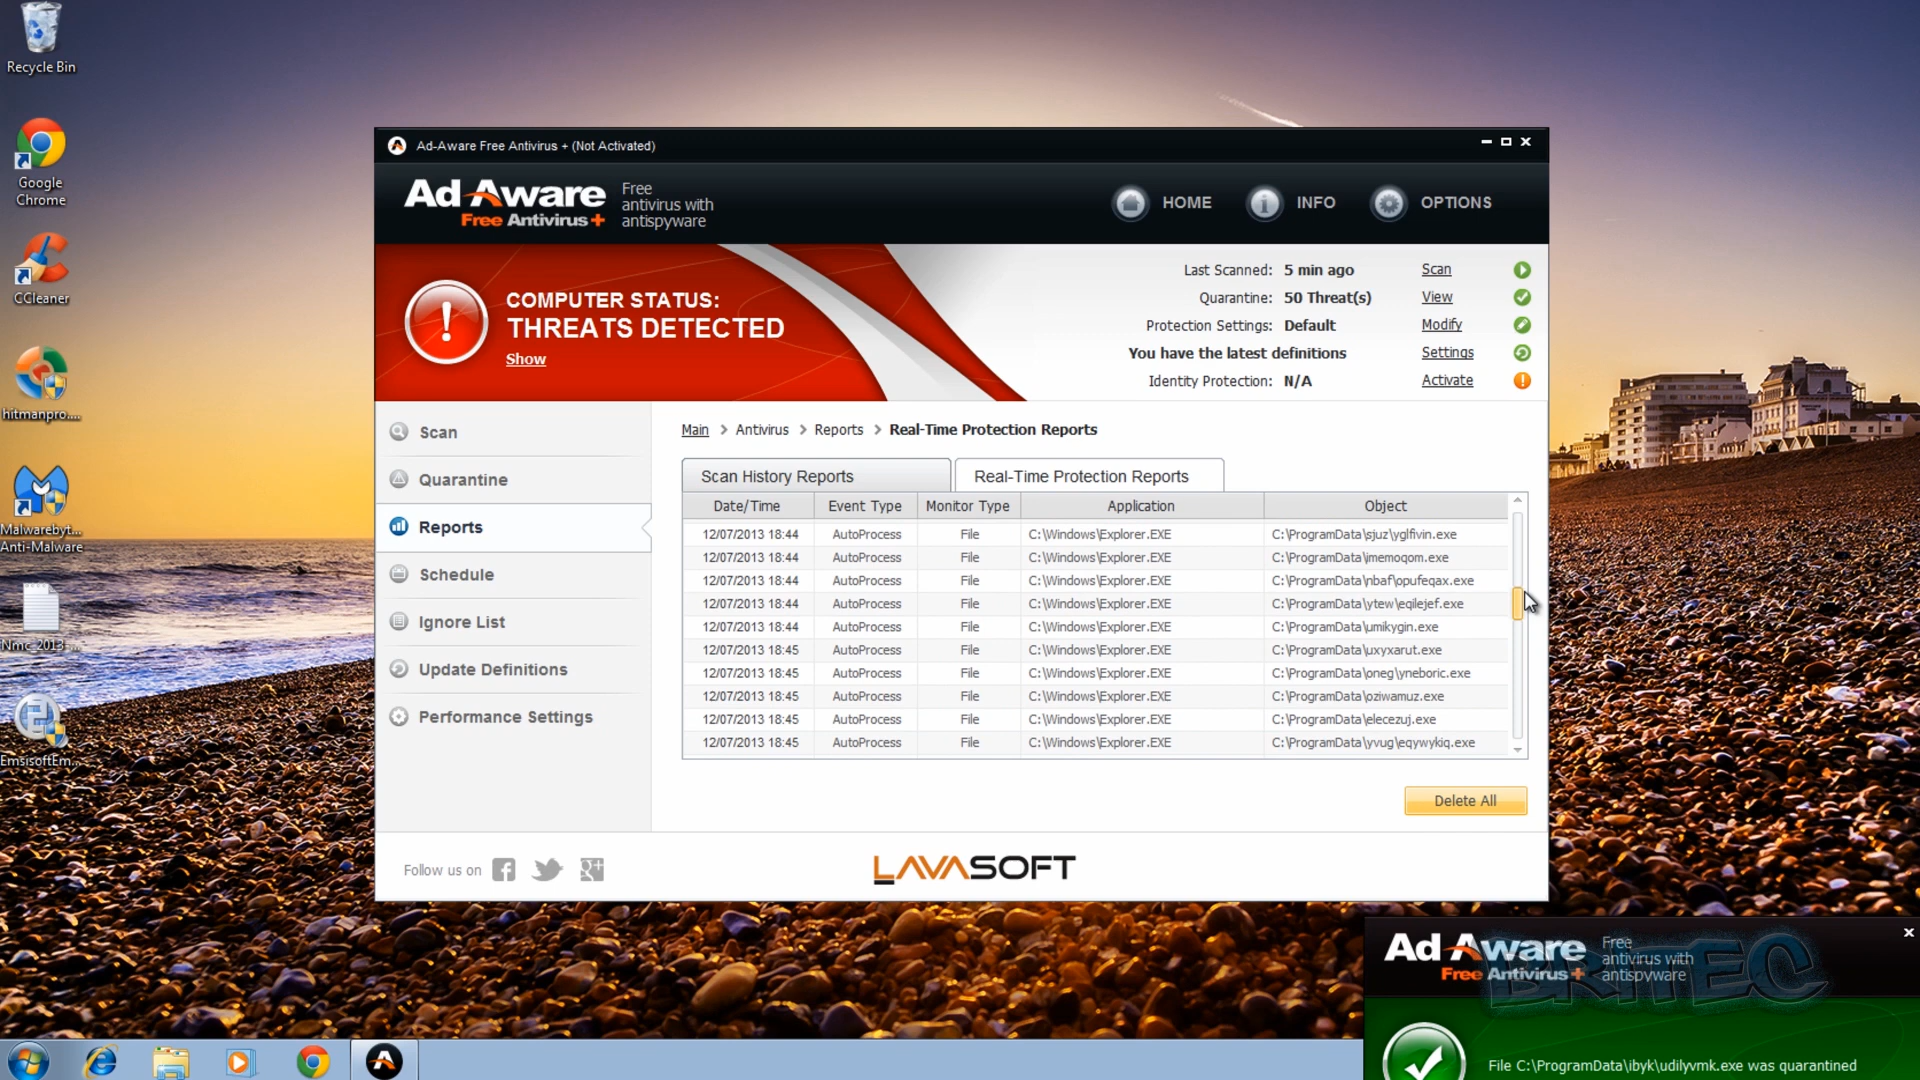 Recycle Bin
Google
Chrome
CCleaner
hitmanpro....
Malwarebyt...
Anti-Malware
Nmc_2013-...
EmsisoftEm...
Ad-Aware Free Antivirus + (Not Activated)
Ad-Aware
Free Antivirus+
Free
antivirus with
antispyware
HOME
INFO
OPTIONS
COMPUTER STATUS:
THREATS DETECTED
Show
Last Scanned: 5 min ago Scan
Quarantine: 50 Threat(s) View
Protection Settings: Default Modify
You have the latest definitions Settings
Identity Protection: N/A Activate
Scan
Quarantine
Reports
Schedule
Ignore List
Update Definitions
Performance Settings
Main > Antivirus > Reports > Real-Time Protection Reports
Scan History Reports
Real-Time Protection Reports
Date/Time Event Type Monitor Type Application Object
12/07/2013 18:44 AutoProcess File C:\Windows\Explorer.EXE C:\ProgramData\sjuz\yglfivin.exe
12/07/2013 18:44 AutoProcess File C:\Windows\Explorer.EXE C:\ProgramData\imemoqom.exe
12/07/2013 18:44 AutoProcess File C:\Windows\Explorer.EXE C:\ProgramData\nbaf\opufeqax.exe
12/07/2013 18:44 AutoProcess File C:\Windows\Explorer.EXE C:\ProgramData\ytew\eqilejef.exe
12/07/2013 18:44 AutoProcess File C:\Windows\Explorer.EXE C:\ProgramData\umikygin.exe
12/07/2013 18:45 AutoProcess File C:\Windows\Explorer.EXE C:\ProgramData\uxyxarut.exe
12/07/2013 18:45 AutoProcess File C:\Windows\Explorer.EXE C:\ProgramData\oneg\yneboric.exe
12/07/2013 18:45 AutoProcess File C:\Windows\Explorer.EXE C:\ProgramData\oziwamuz.exe
12/07/2013 18:45 AutoProcess File C:\Windows\Explorer.EXE C:\ProgramData\elecezuj.exe
12/07/2013 18:45 AutoProcess File C:\Windows\Explorer.EXE C:\ProgramData\yvug\eqywykiq.exe
Delete All
Follow us on
LAVASOFT
Ad-Aware
Free Antivirus+
Free
antivirus with
antispyware
BRITEC
File C:\ProgramData\ibyk\udilyvmk.exe was quarantined